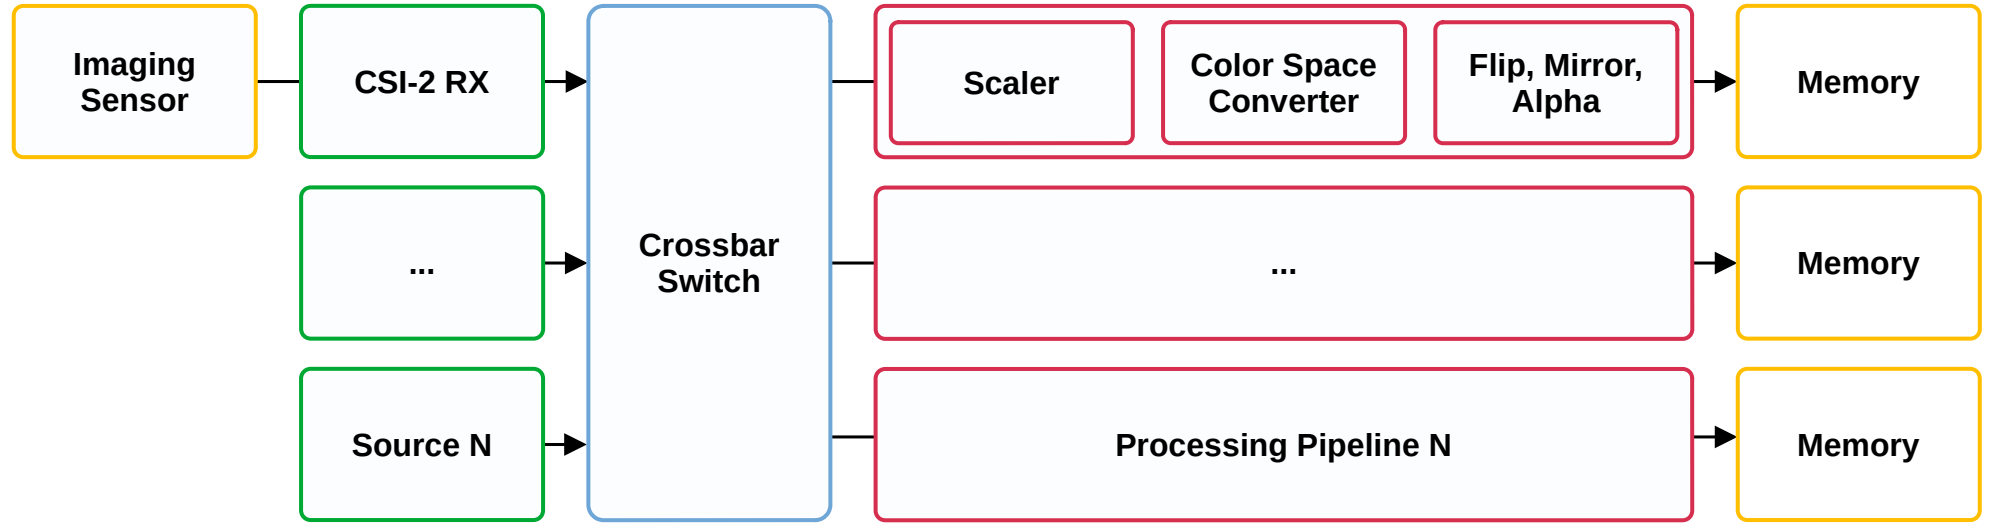 Imaging
Sensor
CSI-2 RX
Scaler
Color Space
Converter
Flip, Mirror,
Alpha
Memory
...
Crossbar
Switch
...
Memory
Source N
Processing Pipeline N
Memory